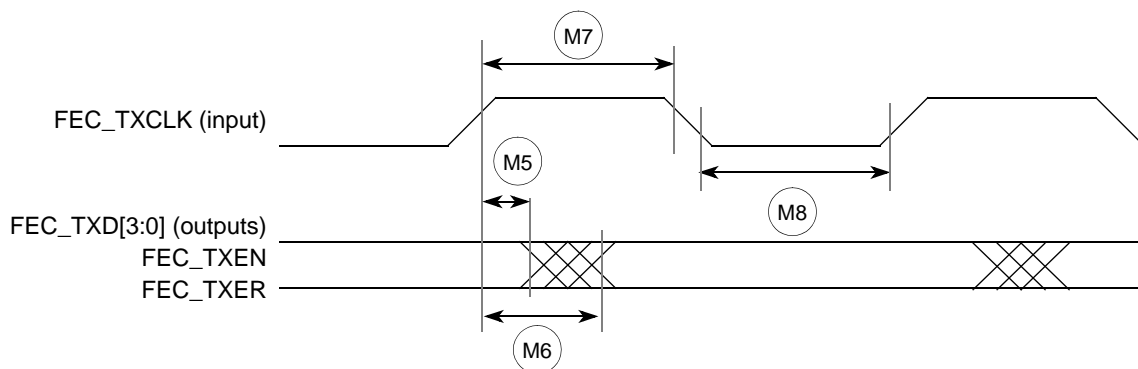 M7
FEC_TXCLK (input)
M5
M8
FEC_TXD[3:0] (outputs)
FEC_TXEN
FEC_TXER
M6